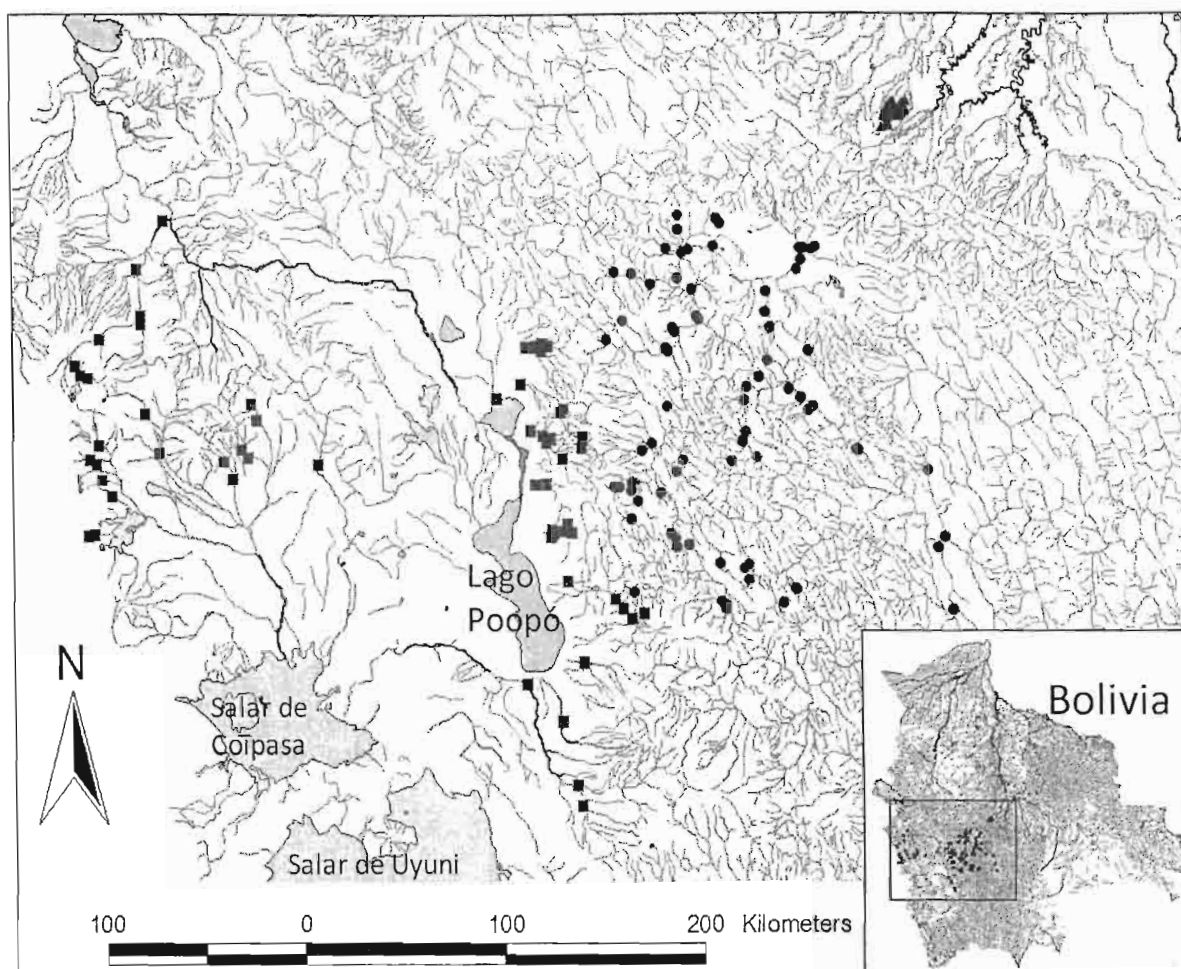 Lago
Poopó
N
Bolivia
Salar de
Coipasa
Salar de Uyuni
100 0 100 200 Kilometers